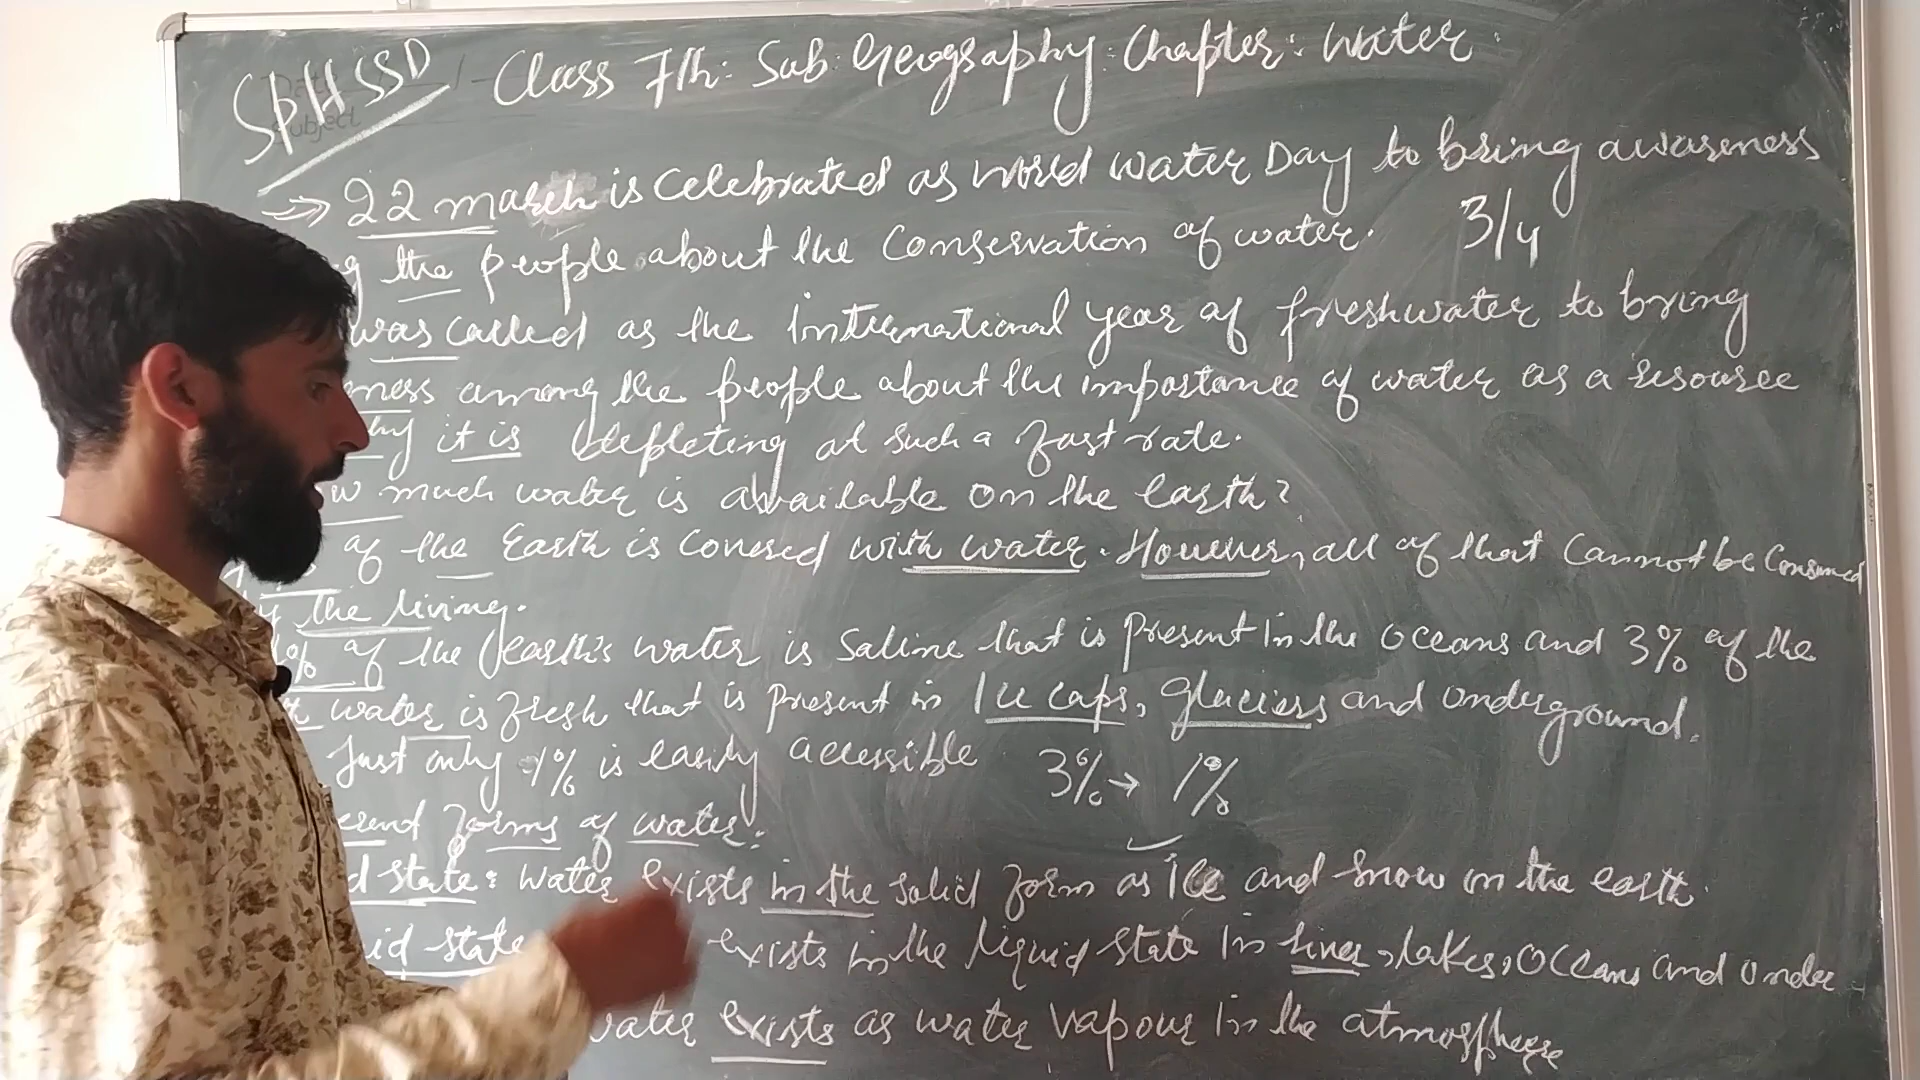 SPHSSD Class 7th: Sub: Geography: Chapter: Water
⇒ 22 march is celebrated as world water Day to bring awareness
the people about the conservation of water. 3/4
was called as the International year of freshwater to bring
among the people about the importance of water as a resource
it is depleting at such a fast rate.
much water is available on the earth?
of the Earth is covered with water. However, all of that cannot be consumed
the living.
% of the earth's water is saline that is present in the oceans and 3% of the
water is fresh that is present in Ice caps, glaciers and underground.
Just only 1% is easily accessible 3% → 1%
forms of water:
state: water exists in the solid form as ice and snow on the earth.
state exists in the liquid state in river, lakes, Oceans and under
water exists as water vapour in the atmosphere